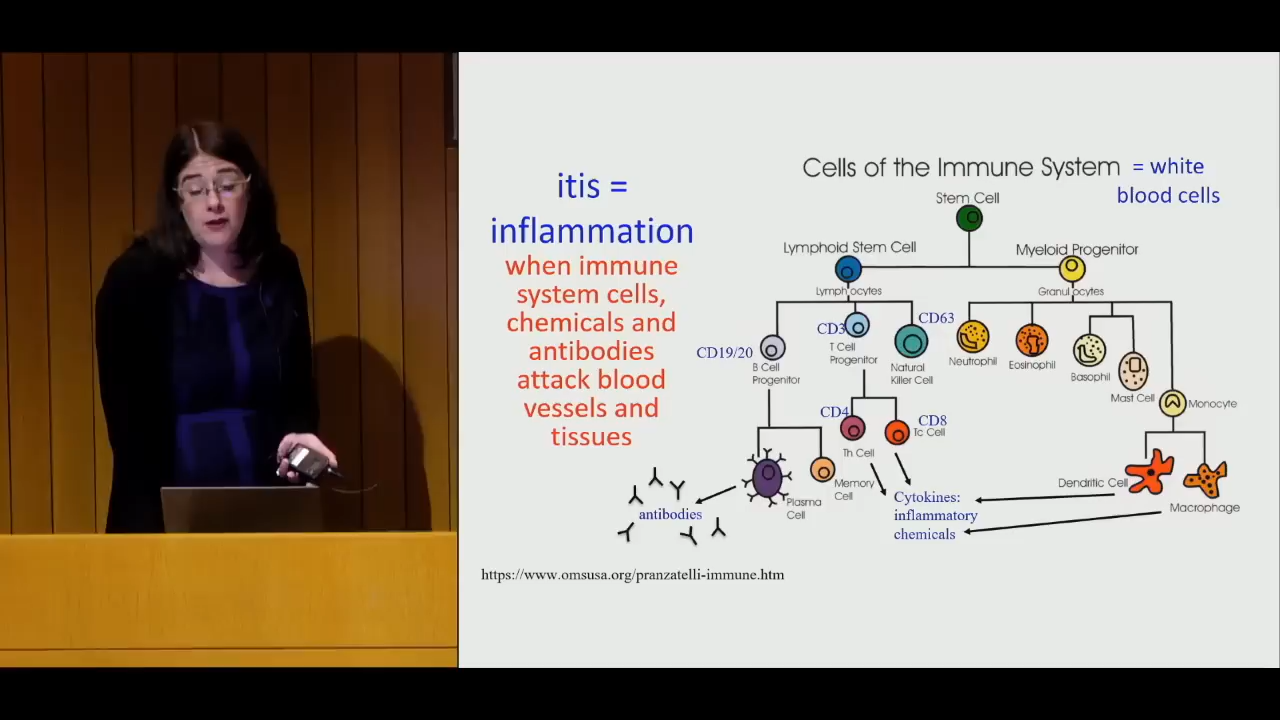 itis =
inflammation
when immune
system cells,
chemicals and
antibodies
attack blood
vessels and
tissues
Cells of the Immune System
= white
blood cells
Stem Cell
Lymphoid Stem Cell
Myeloid Progenitor
Lymphocytes
Granulocytes
CD19/20
B Cell
Progenitor
CD3
T Cell
Progenitor
CD63
Natural
Killer Cell
Neutrophil
Eosinophil
Basophil
Mast Cell
Monocyte
CD4
Th Cell
CD8
Tc Cell
antibodies
Plasma
Cell
Memory
Cell
Cytokines:
inflammatory
chemicals
Dendritic Cell
Macrophage
https://www.omsusa.org/pranzatelli-immune.htm